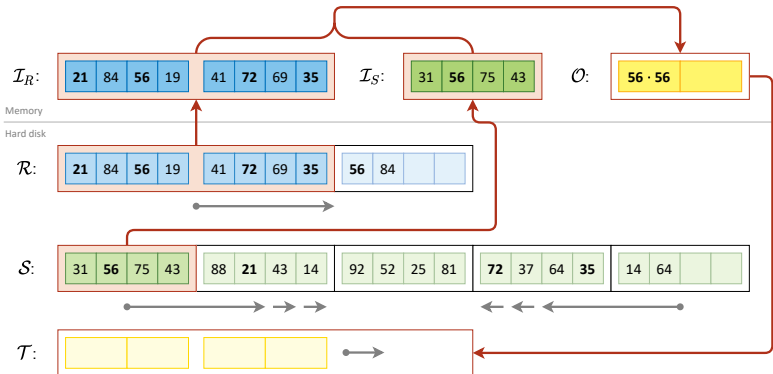 𝓘_R: 21 84 56 19 41 72 69 35 𝓘_S: 31 56 75 43 𝓞: 56 · 56
Memory
Hard disk
𝓡: 21 84 56 19 41 72 69 35 56 84
𝓢: 31 56 75 43 88 21 43 14 92 52 25 81 72 37 64 35 14 64
𝓣: